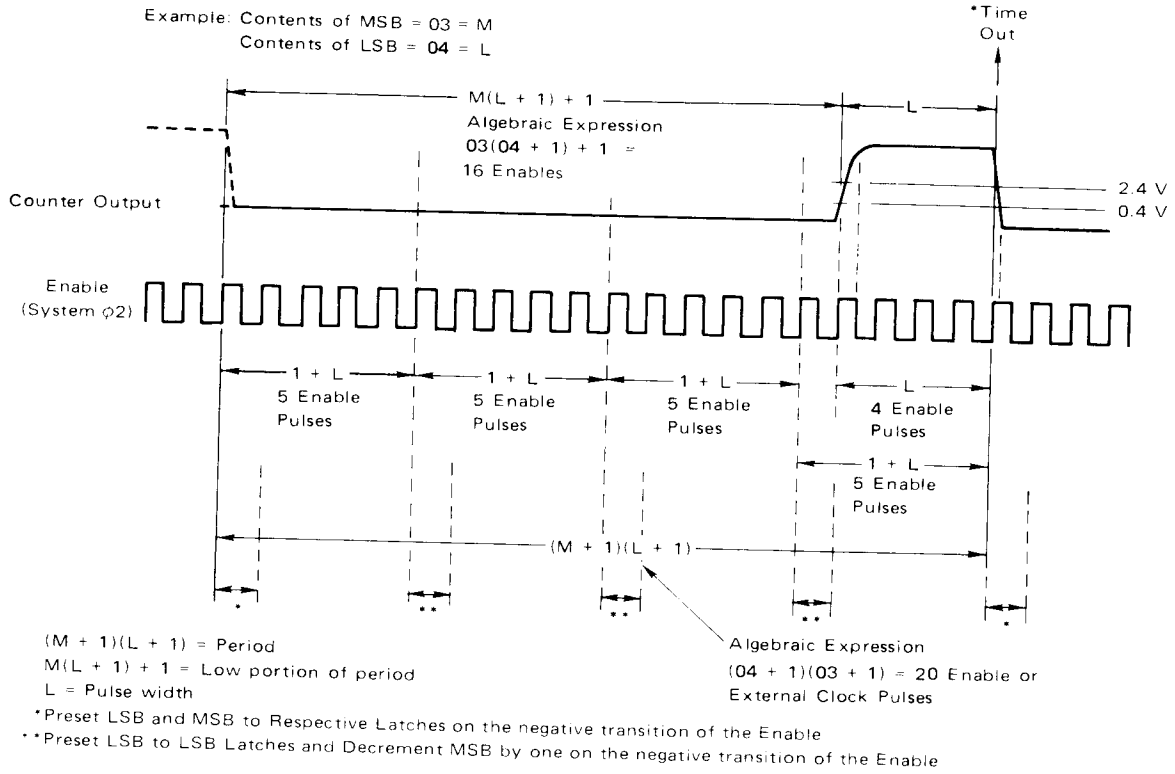 Example: Contents of MSB = 03 = M
Contents of LSB = 04 = L
*Time
Out
M(L + 1) + 1
Algebraic Expression
03(04 + 1) + 1 =
16 Enables
L
Counter Output
2.4 V
0.4 V
Enable
(System ϕ2)
1 + L
5 Enable
Pulses
1 + L
5 Enable
Pulses
1 + L
5 Enable
Pulses
L
4 Enable
Pulses
1 + L
5 Enable
Pulses
(M + 1)(L + 1)
*
**
**
**
*
(M + 1)(L + 1) = Period
M(L + 1) + 1 = Low portion of period
L = Pulse width
Algebraic Expression
(04 + 1)(03 + 1) = 20 Enable or
External Clock Pulses
*Preset LSB and MSB to Respective Latches on the negative transition of the Enable
**Preset LSB to LSB Latches and Decrement MSB by one on the negative transition of the Enable